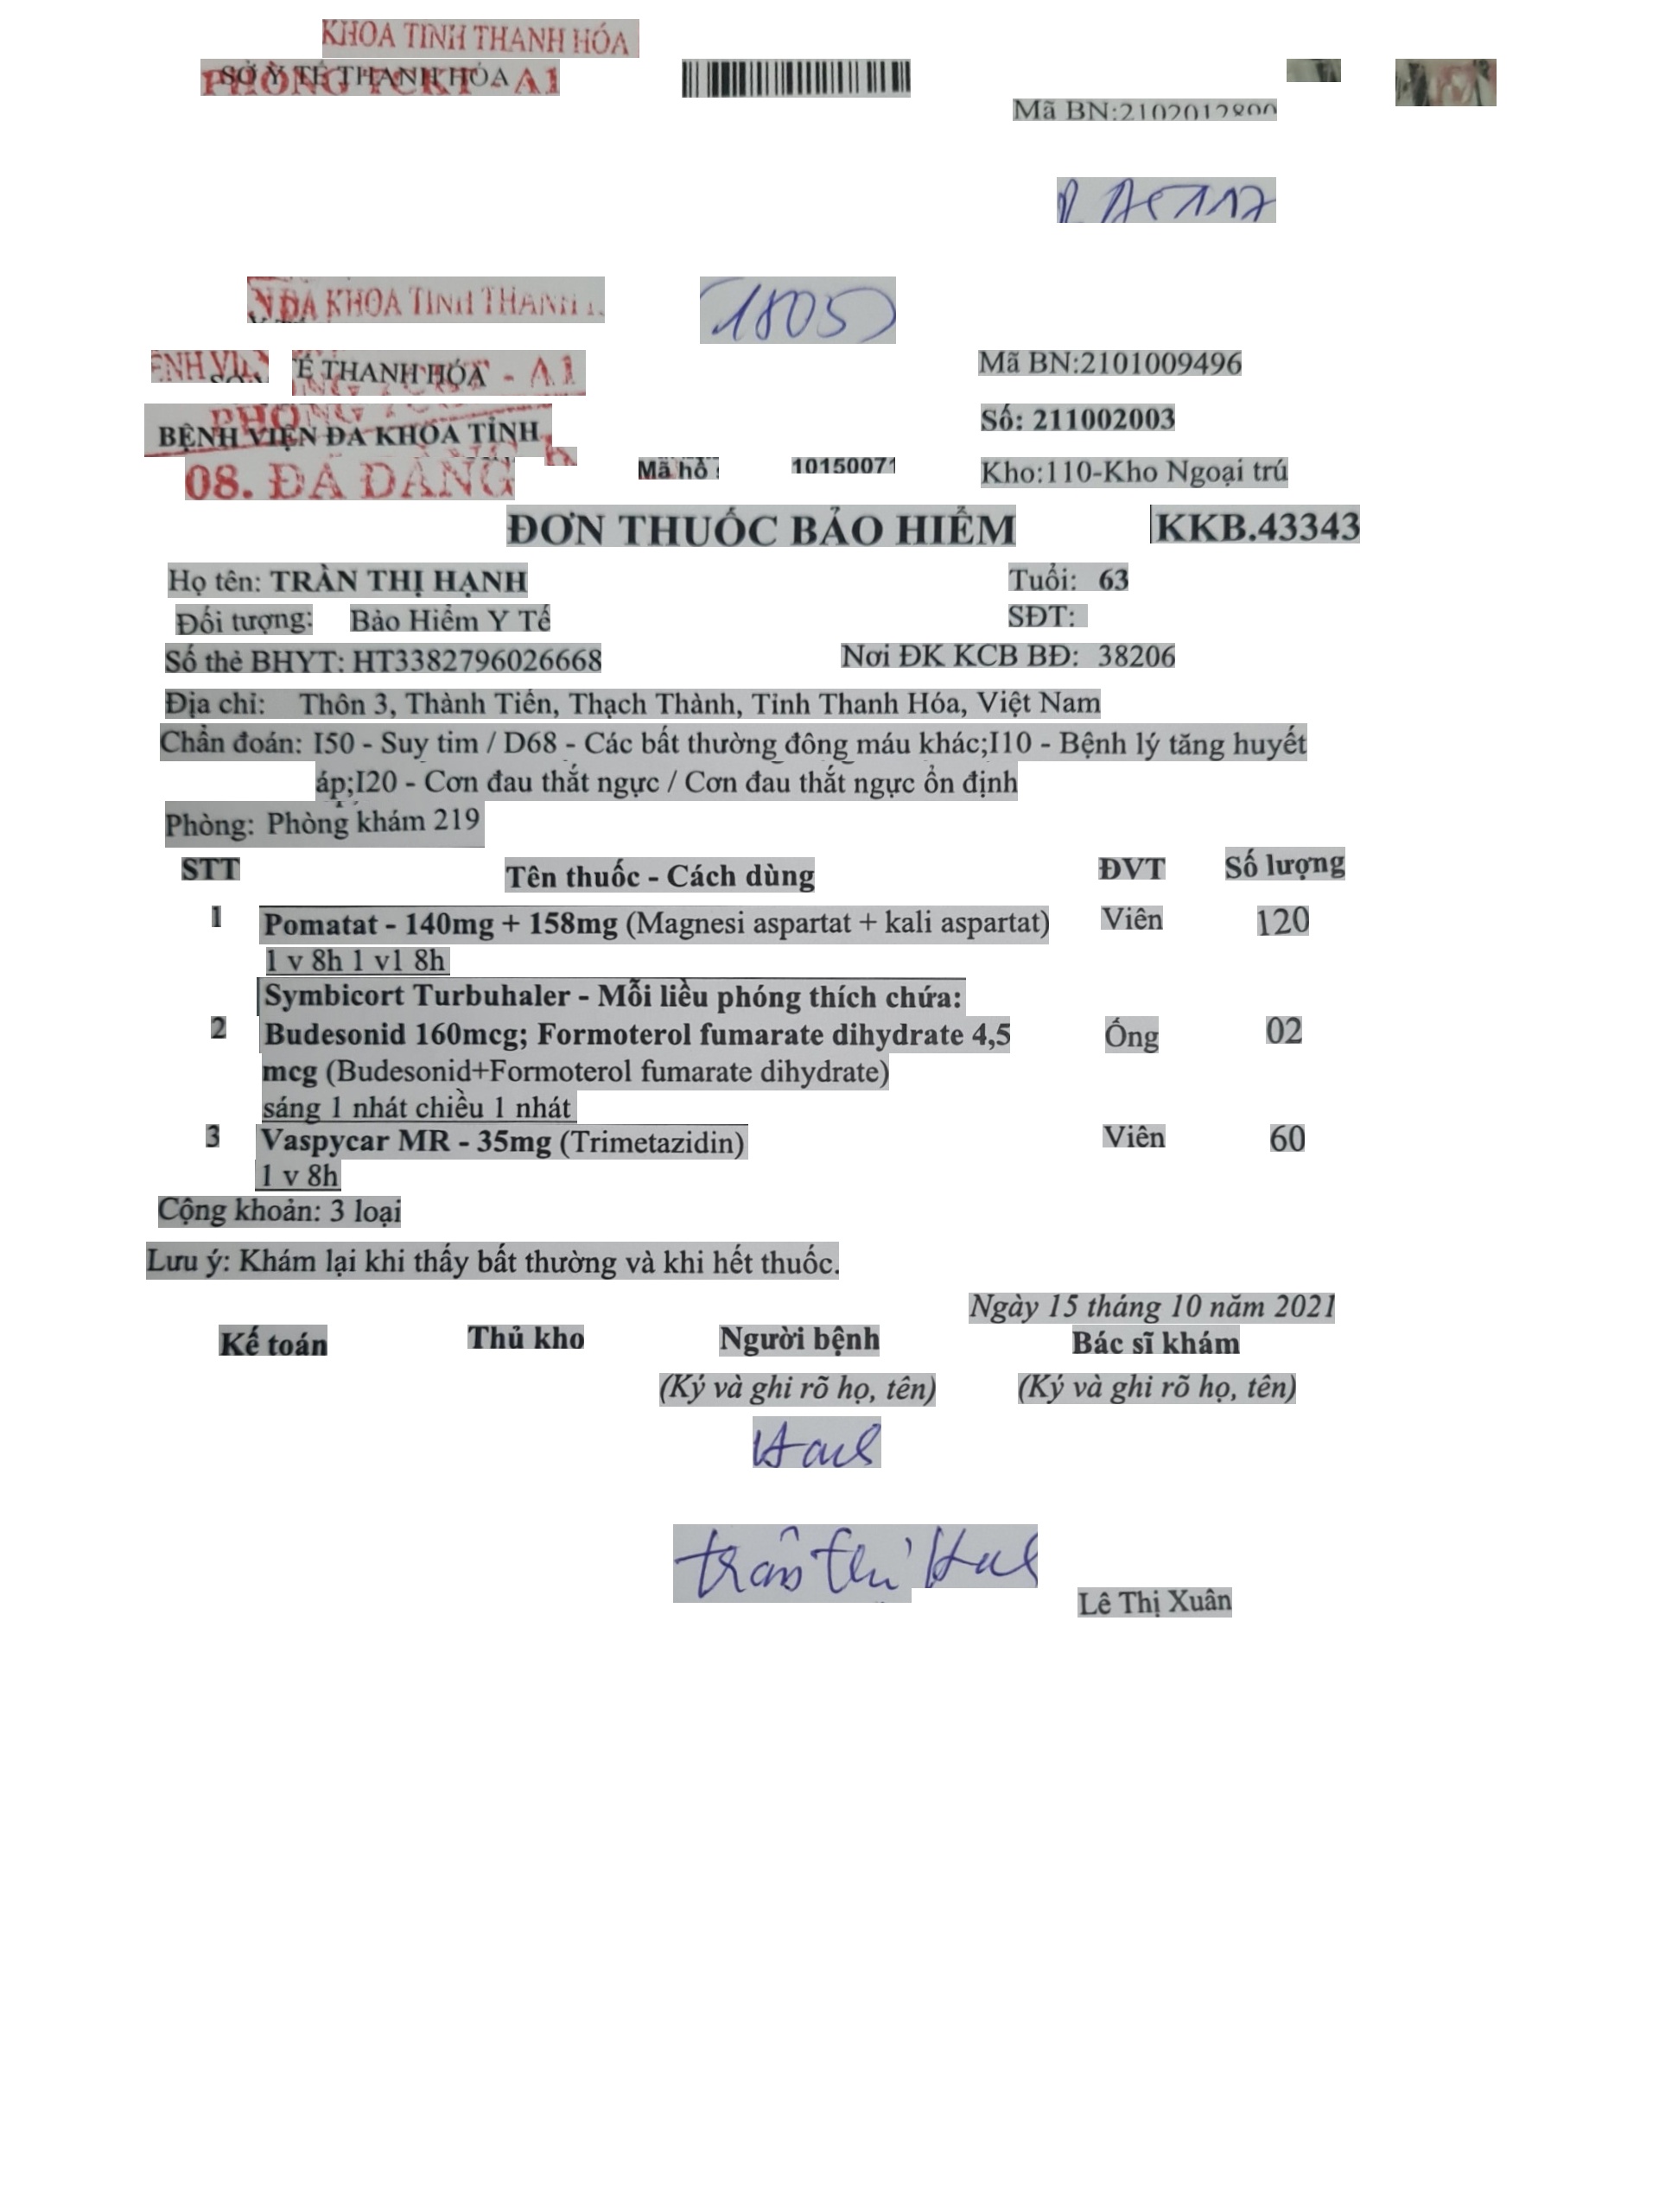 KHOA TỈNH THANH HÓA
SỞ Y TẾ THANH HÓA
PHÒNG TCKT - A1
Mã BN:2102012890
ĐA KHOA TỈNH THANH
1805
TẾ THANH HÓA - A1
Mã BN:2101009496
BỆNH VIỆN ĐA KHOA TỈNH
Số: 211002003
08. ĐA DẠNG
Mã hồ 10150071
Kho:110-Kho Ngoại trú
ĐƠN THUỐC BẢO HIỂM KKB.43343
Họ tên: TRẦN THỊ HẠNH Tuổi: 63
Đối tượng: Bảo Hiểm Y Tế SĐT:
Số thẻ BHYT: HT3382796026668 Nơi ĐK KCB BĐ: 38206
Địa chỉ: Thôn 3, Thành Tiến, Thạch Thành, Tỉnh Thanh Hóa, Việt Nam
Chẩn đoán: I50 - Suy tim / D68 - Các bất thường đông máu khác;I10 - Bệnh lý tăng huyết
áp;I20 - Cơn đau thắt ngực / Cơn đau thắt ngực ổn định
Phòng: Phòng khám 219
STT Tên thuốc - Cách dùng ĐVT Số lượng
1 Pomatat - 140mg + 158mg (Magnesi aspartat + kali aspartat) Viên 120
1 v 8h 1 v1 8h
Symbicort Turbuhaler - Mỗi liều phóng thích chứa:
2 Budesonid 160mcg; Formoterol fumarate dihydrate 4,5 Ống 02
mcg (Budesonid+Formoterol fumarate dihydrate)
sáng 1 nhát chiều 1 nhát
3 Vaspycar MR - 35mg (Trimetazidin) Viên 60
1 v 8h
Cộng khoản: 3 loại
Lưu ý: Khám lại khi thấy bất thường và khi hết thuốc.
Ngày 15 tháng 10 năm 2021
Kế toán Thủ kho Người bệnh Bác sĩ khám
(Ký và ghi rõ họ, tên) (Ký và ghi rõ họ, tên)
Trần Thị
Lê Thị Xuân